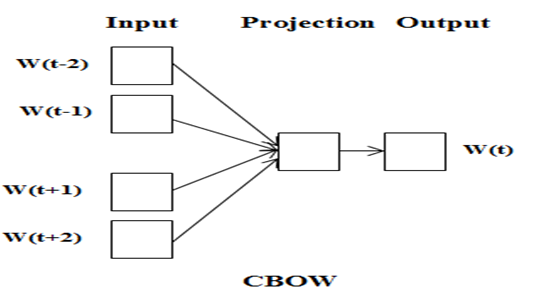 Input Projection Output
W(t-2)
W(t-1)
W(t)
W(t+1)
W(t+2)
CBOW